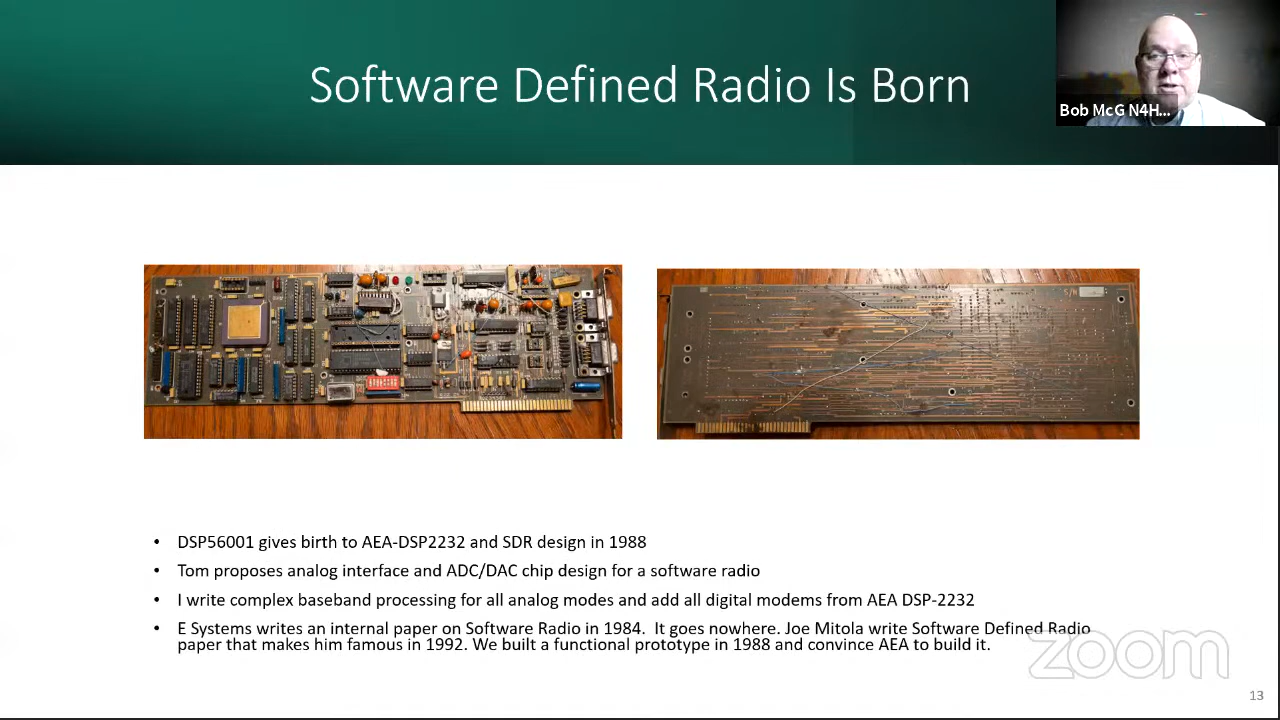 Software Defined Radio Is Born
Bob McG N4H...
S/N
• DSP56001 gives birth to AEA-DSP2232 and SDR design in 1988
• Tom proposes analog interface and ADC/DAC chip design for a software radio
• I write complex baseband processing for all analog modes and add all digital modems from AEA DSP-2232
• E Systems writes an internal paper on Software Radio in 1984.  It goes nowhere. Joe Mitola write Software Defined Radio
paper that makes him famous in 1992. We built a functional prototype in 1988 and convince AEA to build it.
zoom
13